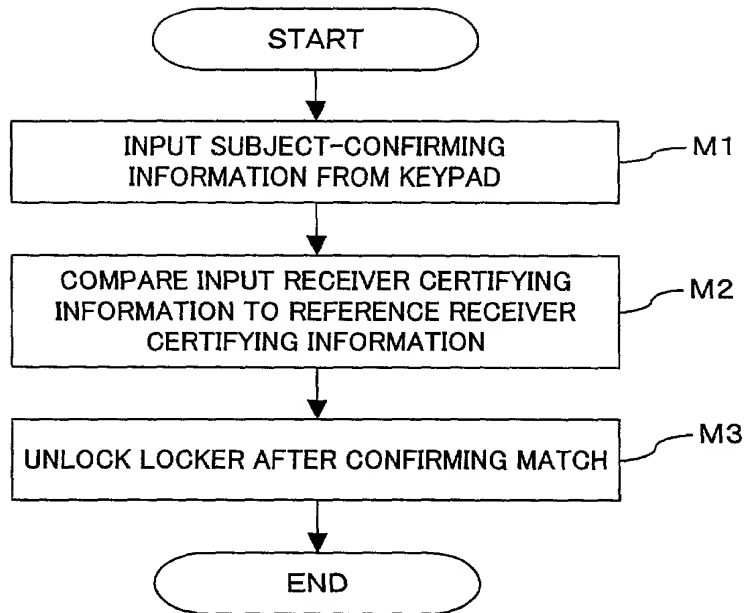 START
INPUT SUBJECT-CONFIRMING
INFORMATION FROM KEYPAD
M1
COMPARE INPUT RECEIVER CERTIFYING
INFORMATION TO REFERENCE RECEIVER
CERTIFYING INFORMATION
M2
UNLOCK LOCKER AFTER CONFIRMING MATCH
M3
END